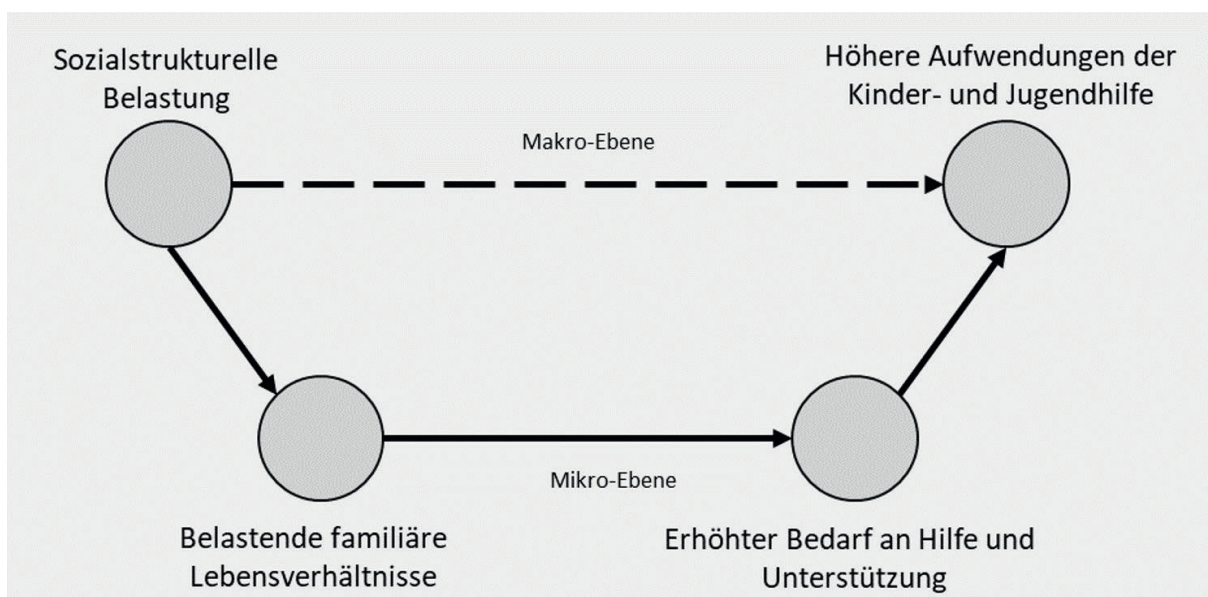 Sozialstrukturelle
Belastung
Höhere Aufwendungen der
Kinder- und Jugendhilfe
Makro-Ebene
Mikro-Ebene
Belastende familiäre
Lebensverhältnisse
Erhöhter Bedarf an Hilfe und
Unterstützung